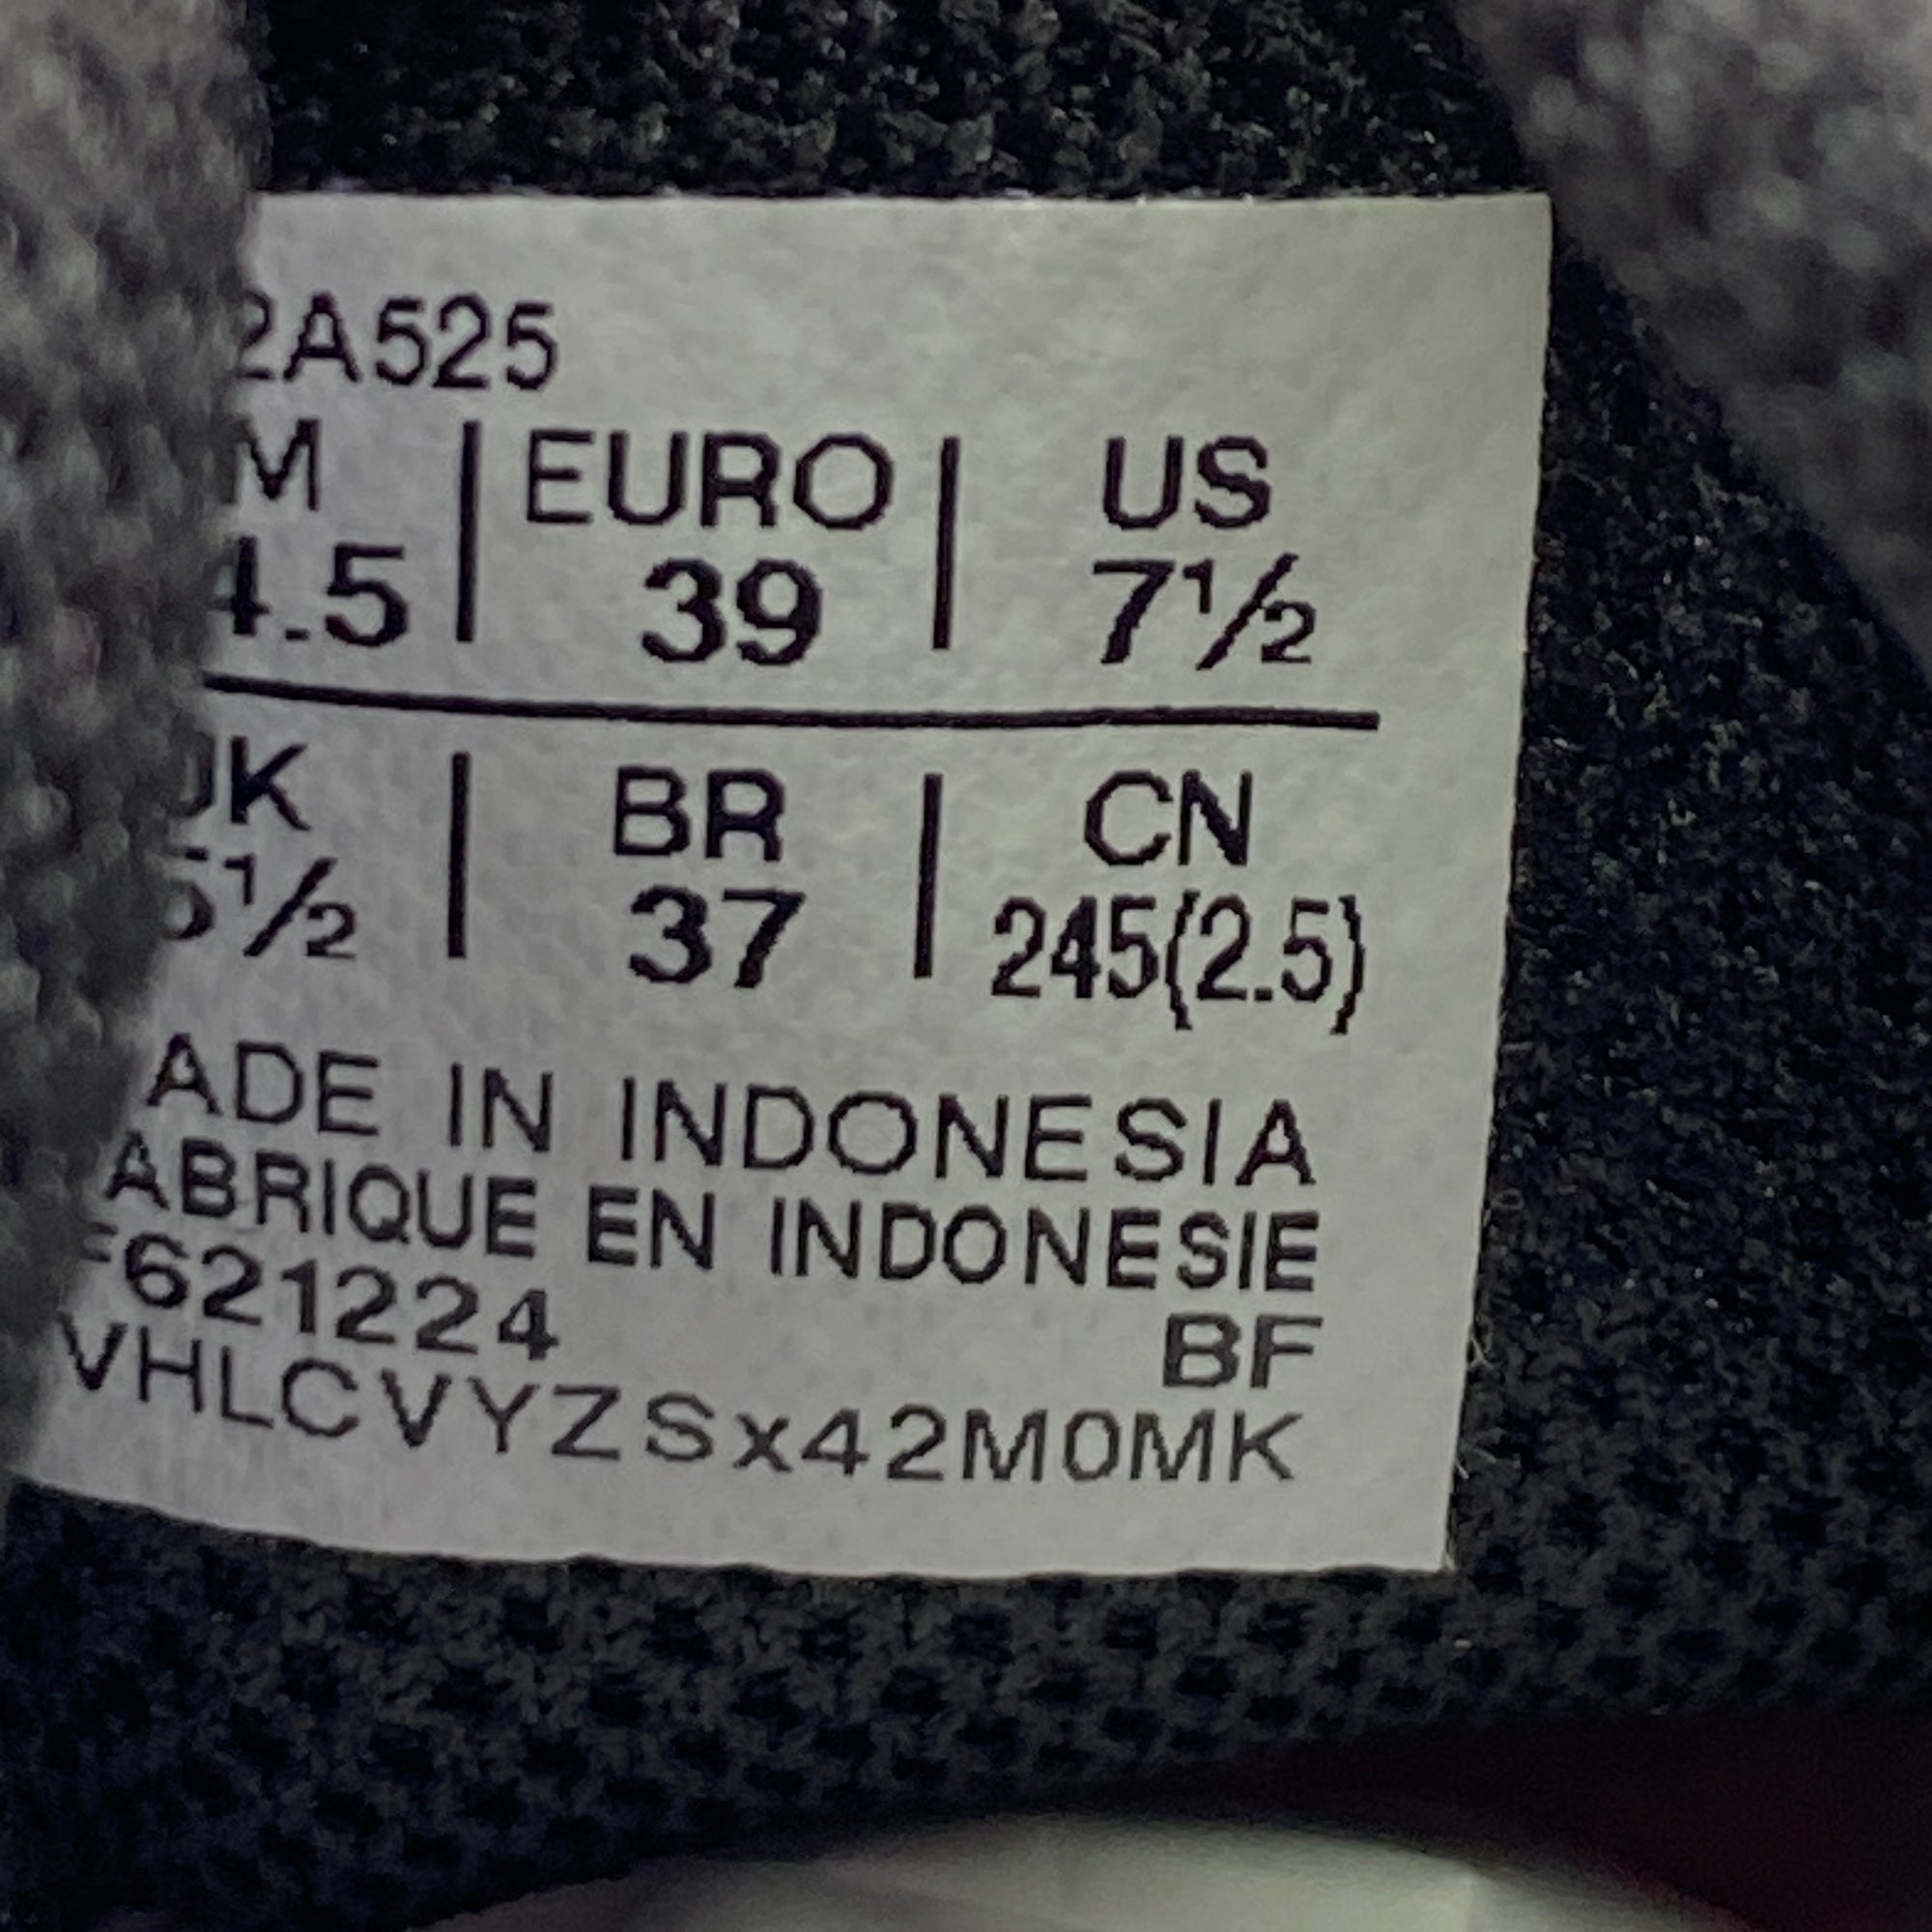 2A525
M | EURO | US
4.5 | 39 | 7½
UK | BR | CN
5½ | 37 | 245(2.5)
ADE IN INDONESIA
ABRIQUE EN INDONESIE
F621224 BF
VHLCVYZSx42M0MK